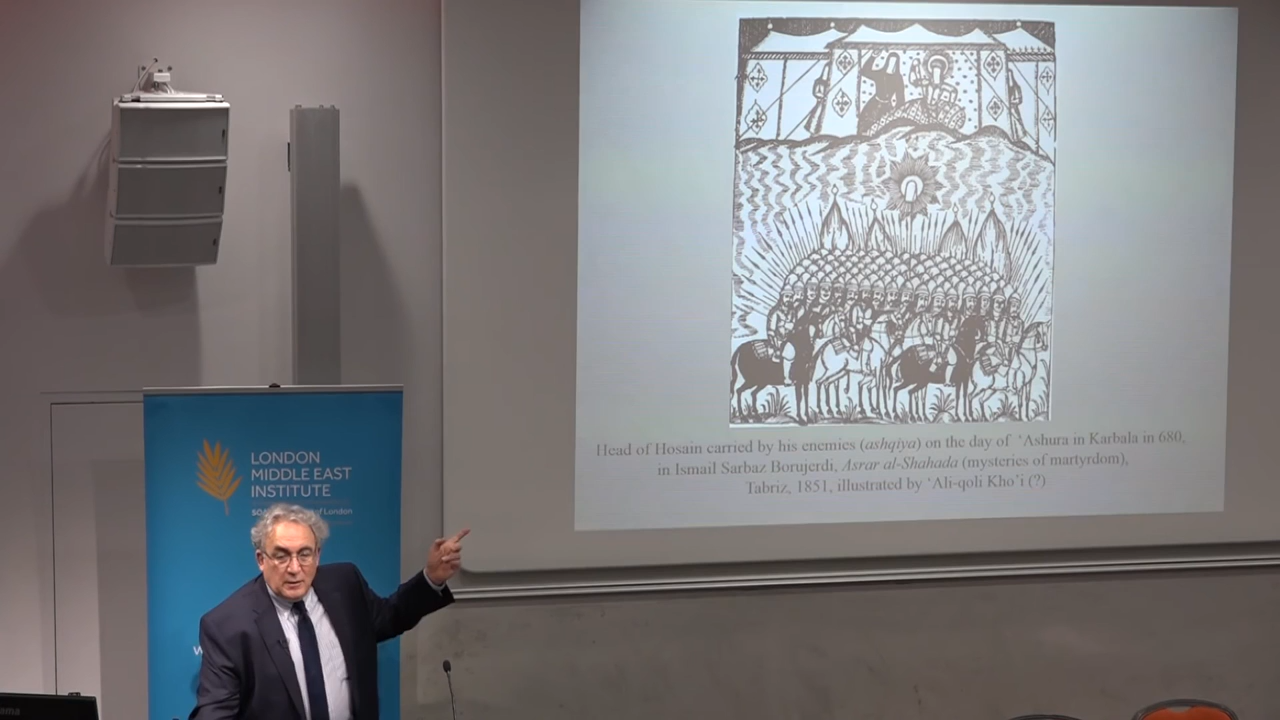 Head of Hosain carried by his enemies (ashqiya) on the day of ‘Ashura in Karbala in 680,
in Ismail Sarbaz Borujerdi, Asrar al-Shahada (mysteries of martyrdom),
Tabriz, 1851, illustrated by ‘Ali-qoli Kho’i (?)
LONDON
MIDDLE EAST
INSTITUTE
of London